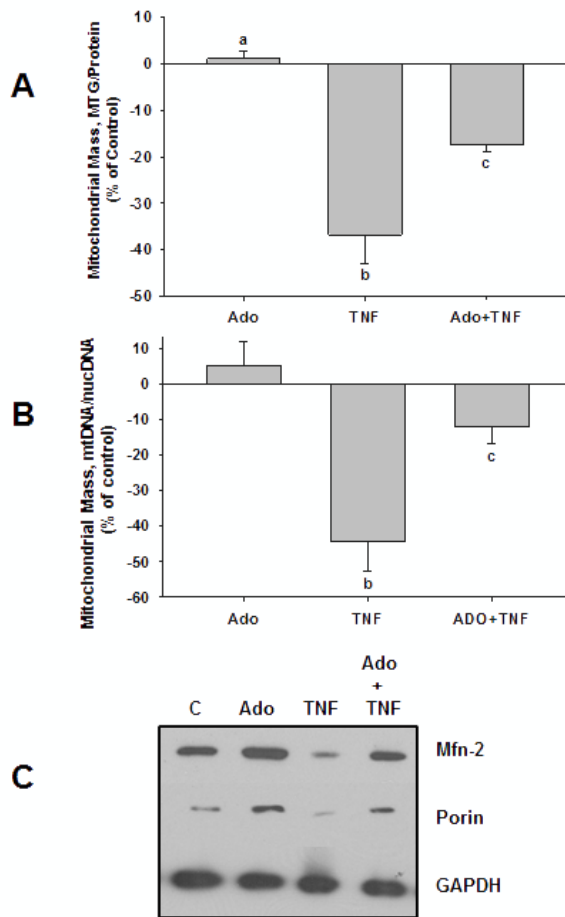 A
Mitochondrial Mass, MTG/Protein
(% of Control)
10
0
-10
-20
-30
-40
-50
a
b
c
Ado
TNF
Ado+TNF
B
Mitochondrial Mass, mtDNA/nucDNA
(% of control)
10
0
-10
-20
-30
-40
-50
-60
b
c
Ado
TNF
ADO+TNF
C
C
Ado
TNF
Ado
+
TNF
Mfn-2
Porin
GAPDH